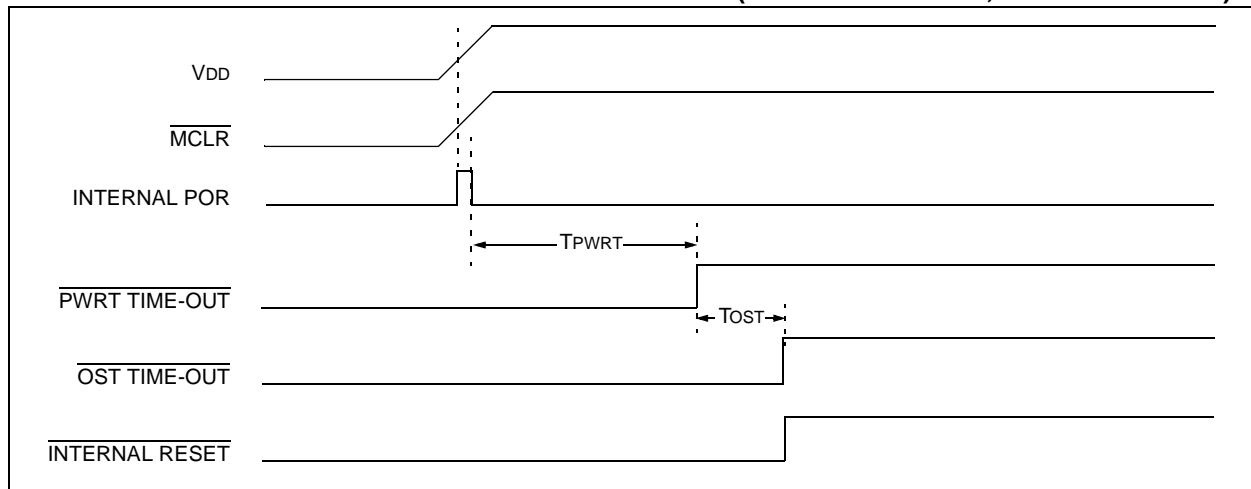 VDD
MCLR
INTERNAL POR
TPWRT
PWRT TIME-OUT
TOST
OST TIME-OUT
INTERNAL RESET